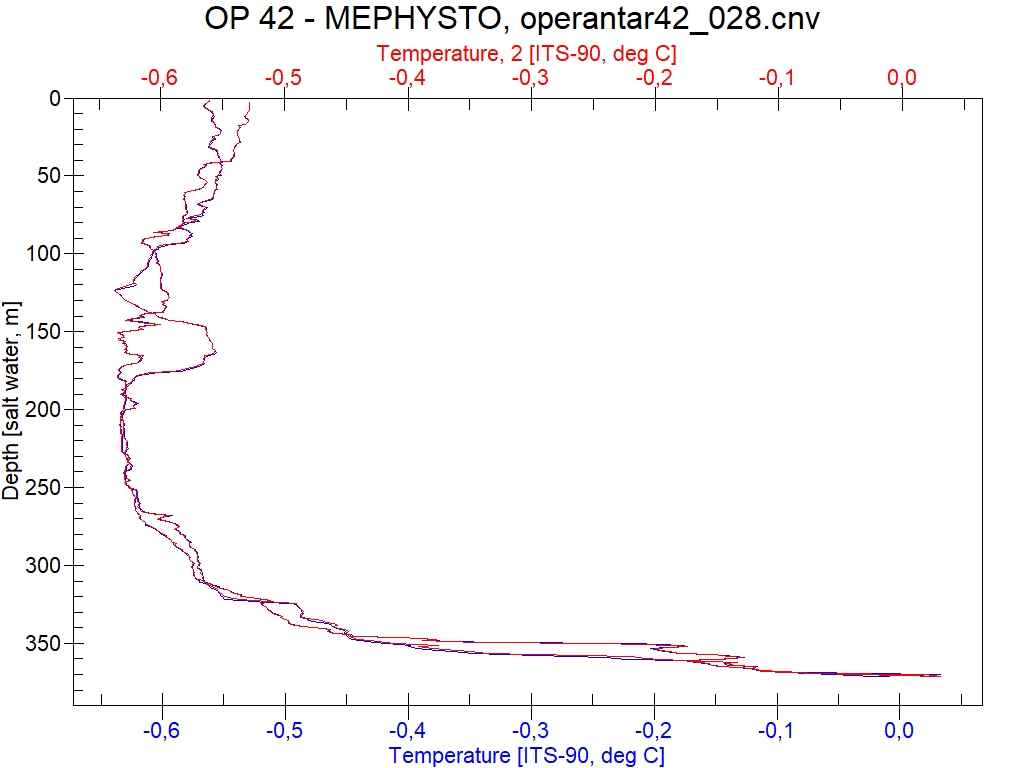 OP 42 - MEPHYSTO, operantar42_028.cnv
Temperature, 2 [ITS-90, deg C]
-0,6 -0,5 -0,4 -0,3 -0,2 -0,1 0,0
0
50
100
150
200
250
300
350
Depth [salt water, m]
-0,6 -0,5 -0,4 -0,3 -0,2 -0,1 0,0
Temperature [ITS-90, deg C]